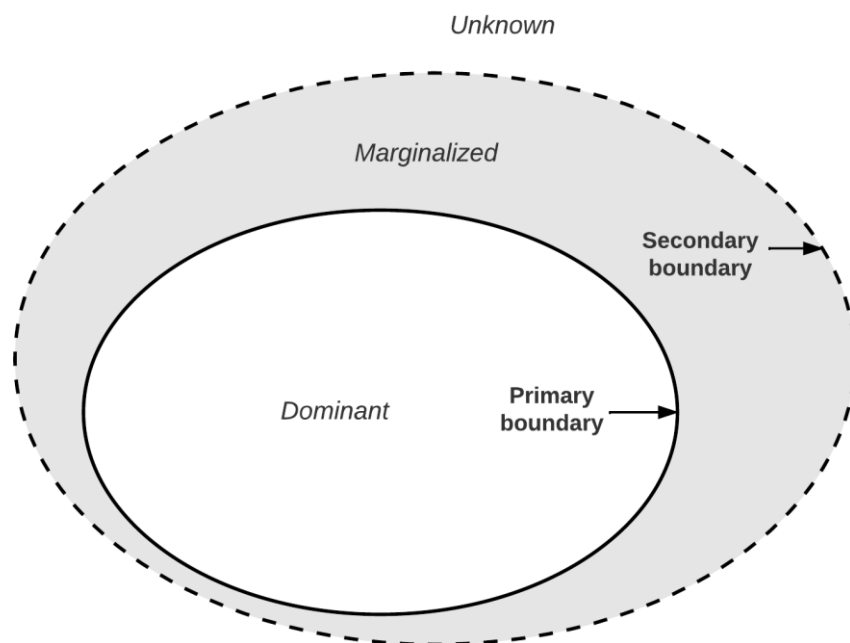 Unknown
Marginalized
Secondary
boundary
Dominant
Primary
boundary